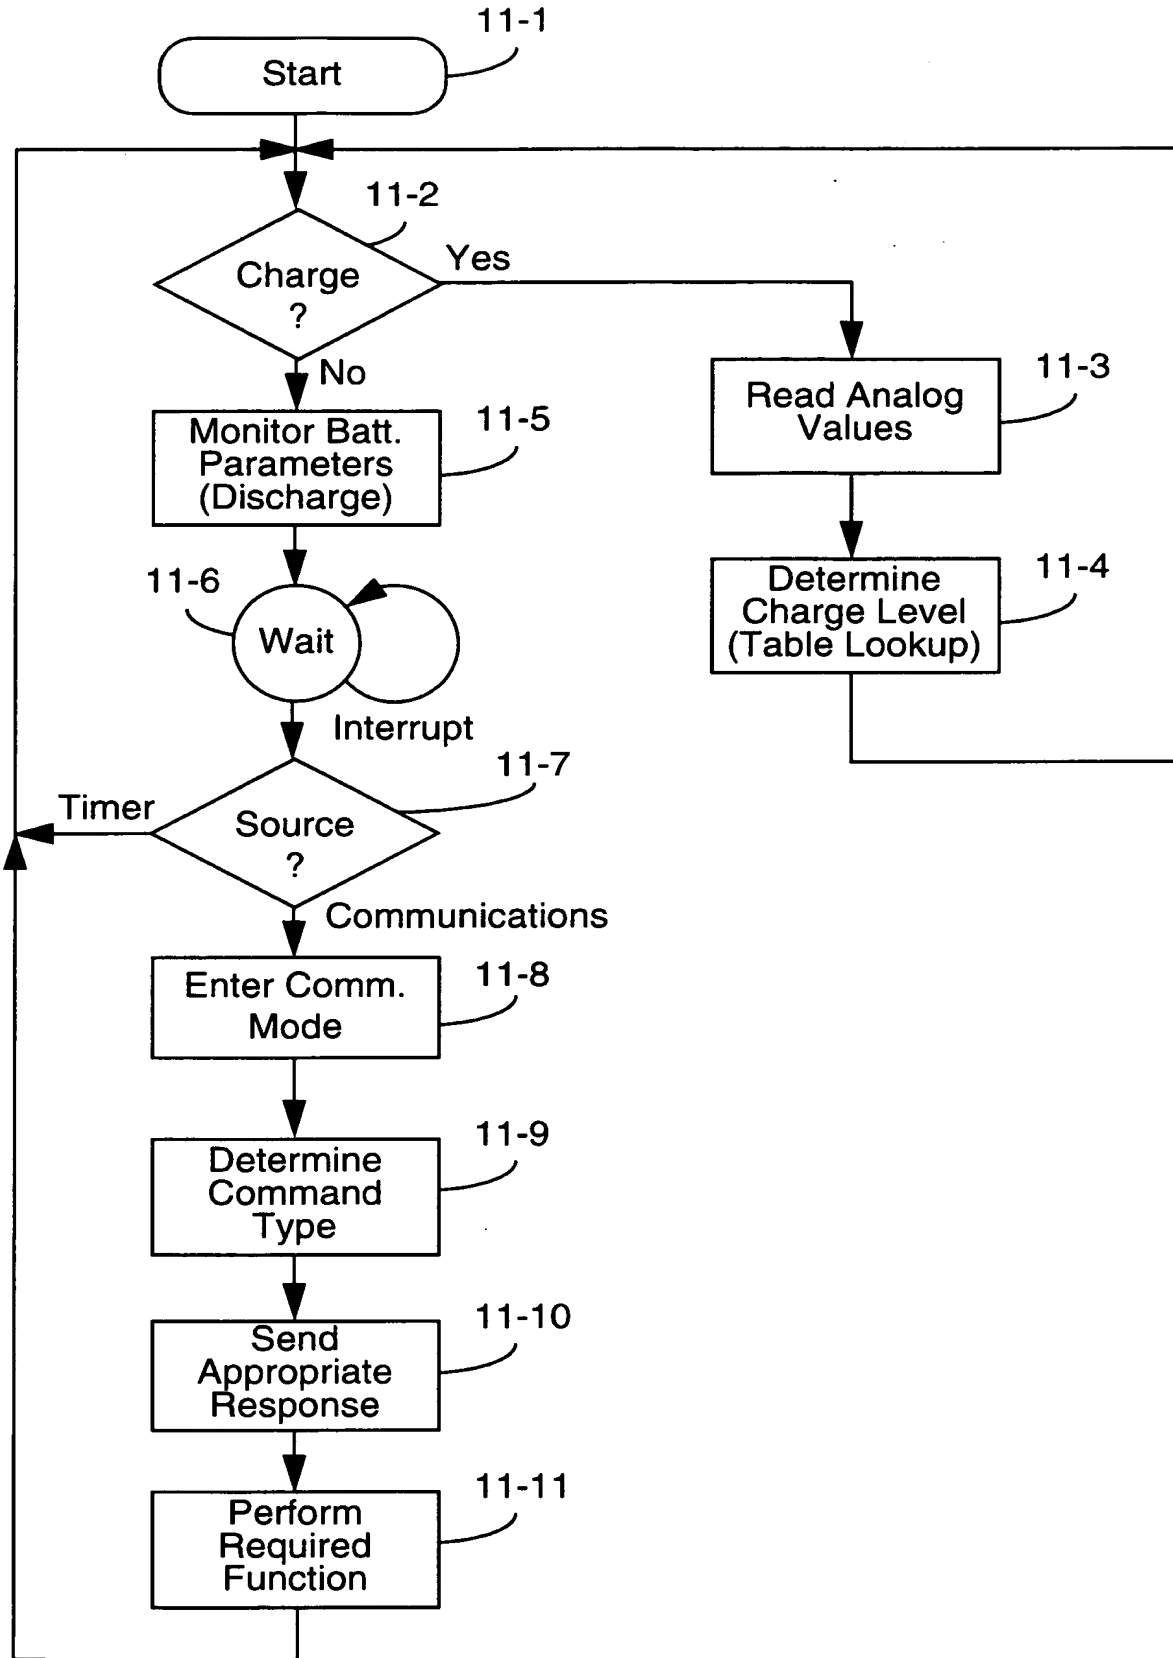 11-1
Start
11-2
Charge
?
Yes
No
11-3
Read Analog
Values
11-5
Monitor Batt.
Parameters
(Discharge)
11-4
Determine
Charge Level
(Table Lookup)
11-6
Wait
Interrupt
11-7
Timer
Source
?
Communications
11-8
Enter Comm.
Mode
11-9
Determine
Command
Type
11-10
Send
Appropriate
Response
11-11
Perform
Required
Function